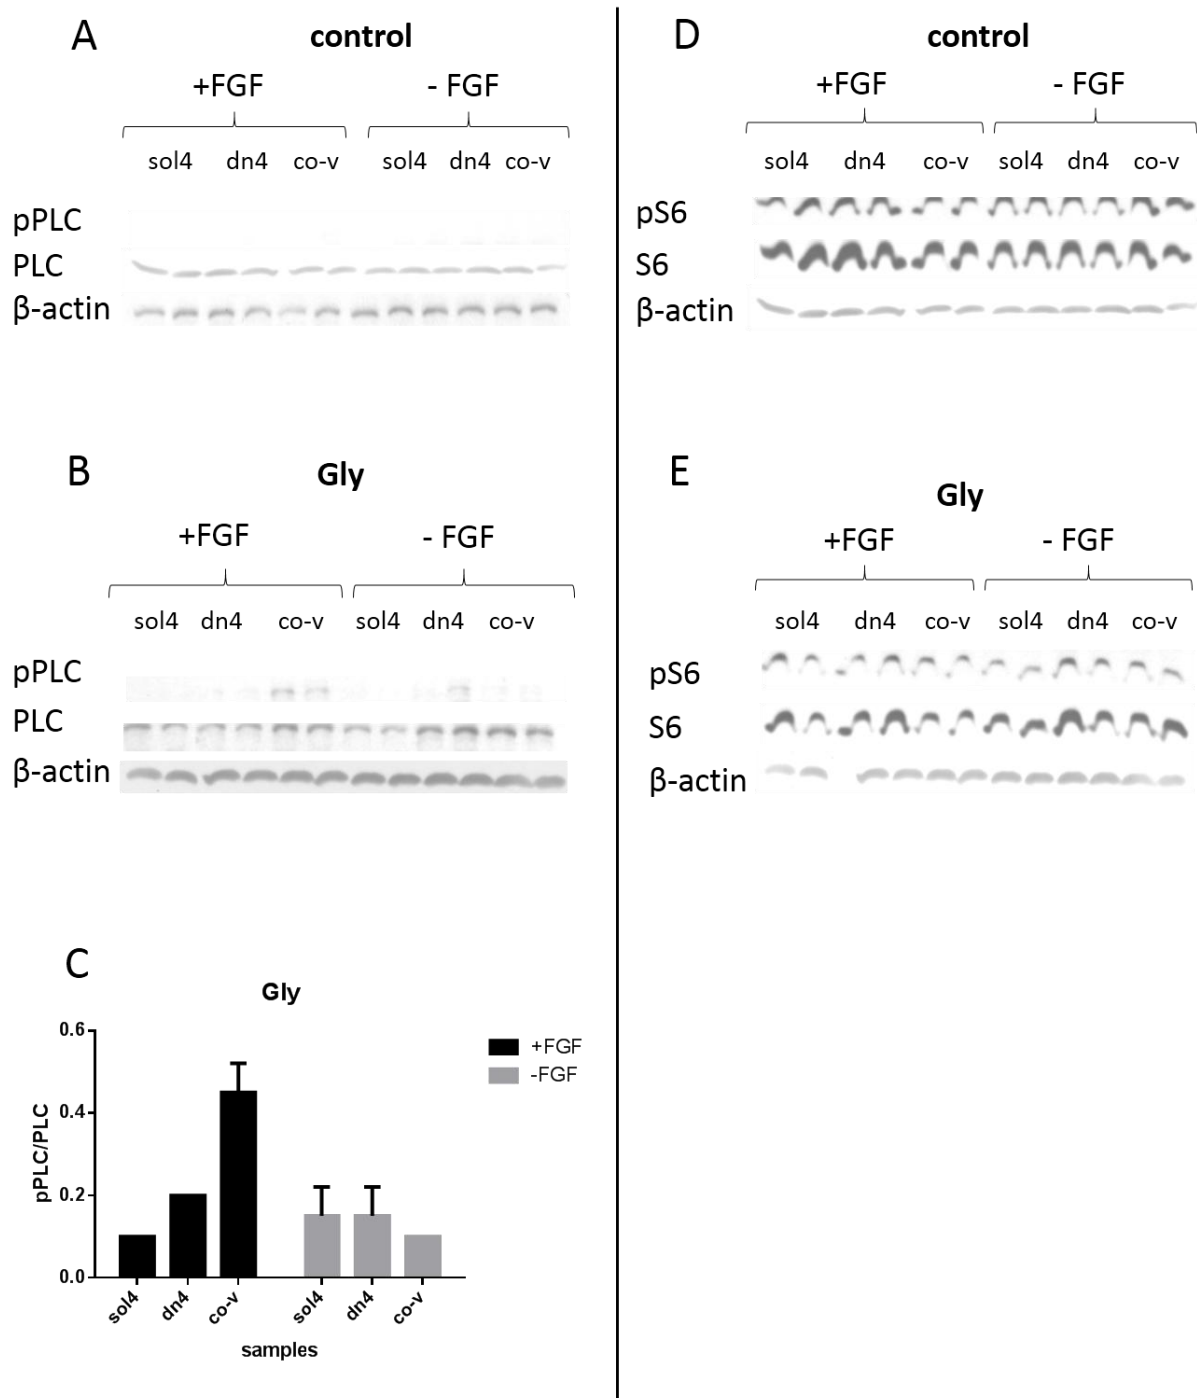 A
control
+FGF
- FGF
sol4 dn4 co-v sol4 dn4 co-v
pPLC
PLC
β-actin
B
Gly
+FGF
- FGF
sol4 dn4 co-v sol4 dn4 co-v
pPLC
PLC
β-actin
C
Gly
0.6
0.4
0.2
0.0
pPLC/PLC
+FGF
-FGF
sol4 dn4 co-v sol4 dn4 co-v
samples
D
control
+FGF
- FGF
sol4 dn4 co-v sol4 dn4 co-v
pS6
S6
β-actin
E
Gly
+FGF
- FGF
sol4 dn4 co-v sol4 dn4 co-v
pS6
S6
β-actin